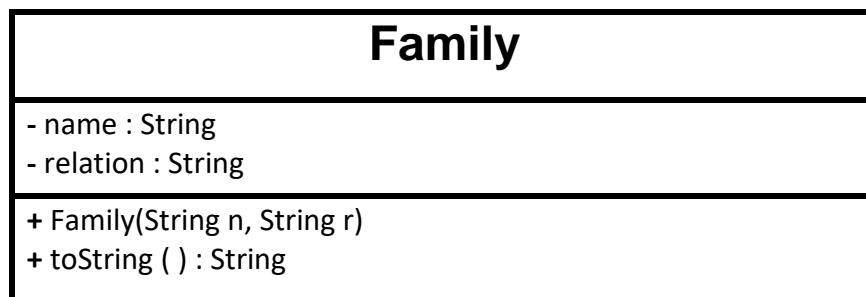 Family
- name : String
- relation : String
+ Family(String n, String r)
+ toString ( ) : String